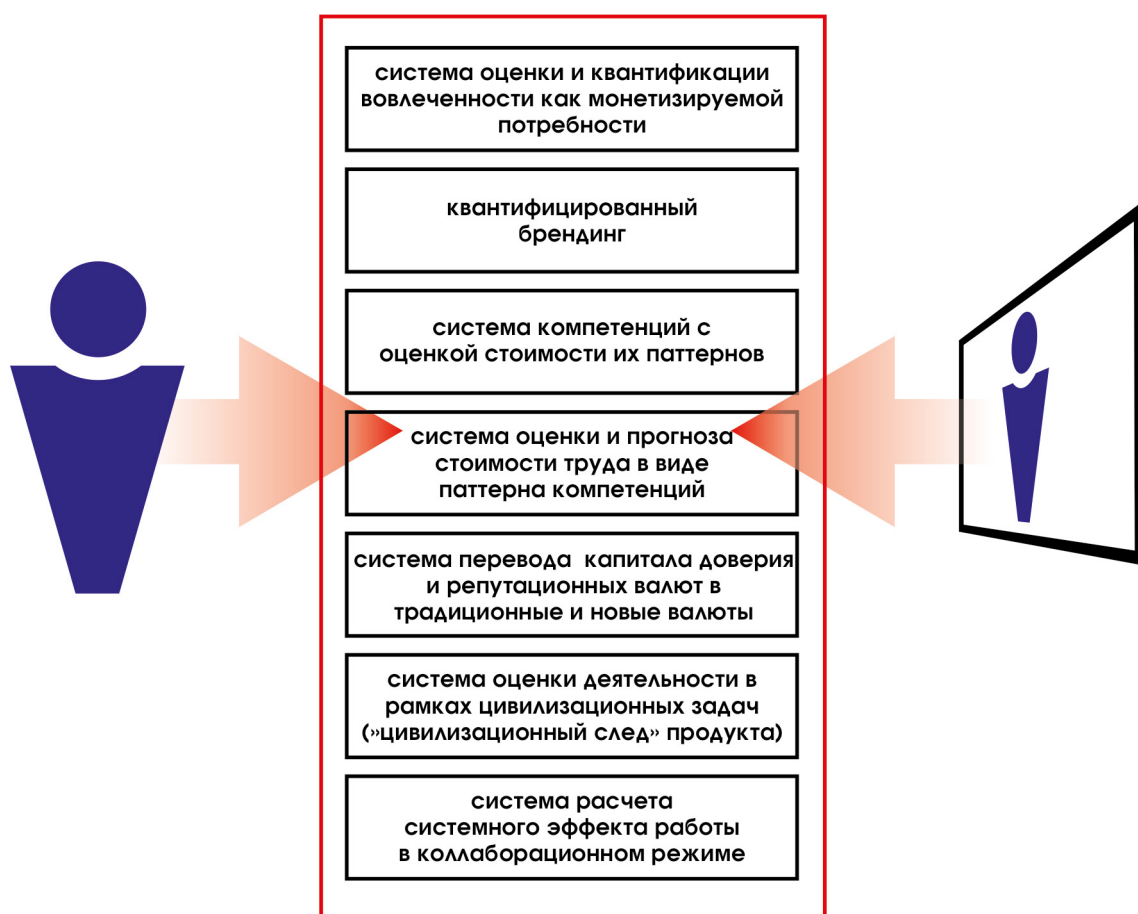 система оценки и квантификации
вовлеченности как монетизируемой
потребности
квантифицированный
брендинг
система компетенций с
оценкой стоимости их паттернов
система оценки и прогноза
стоимости труда в виде
паттерна компетенций
система перевода капитала доверия
и репутационных валют в
традиционные и новые валюты
система оценки деятельности в
рамках цивилизационных задач
(»цивилизационный след» продукта)
система расчета
системного эффекта работы
в коллаборационном режиме